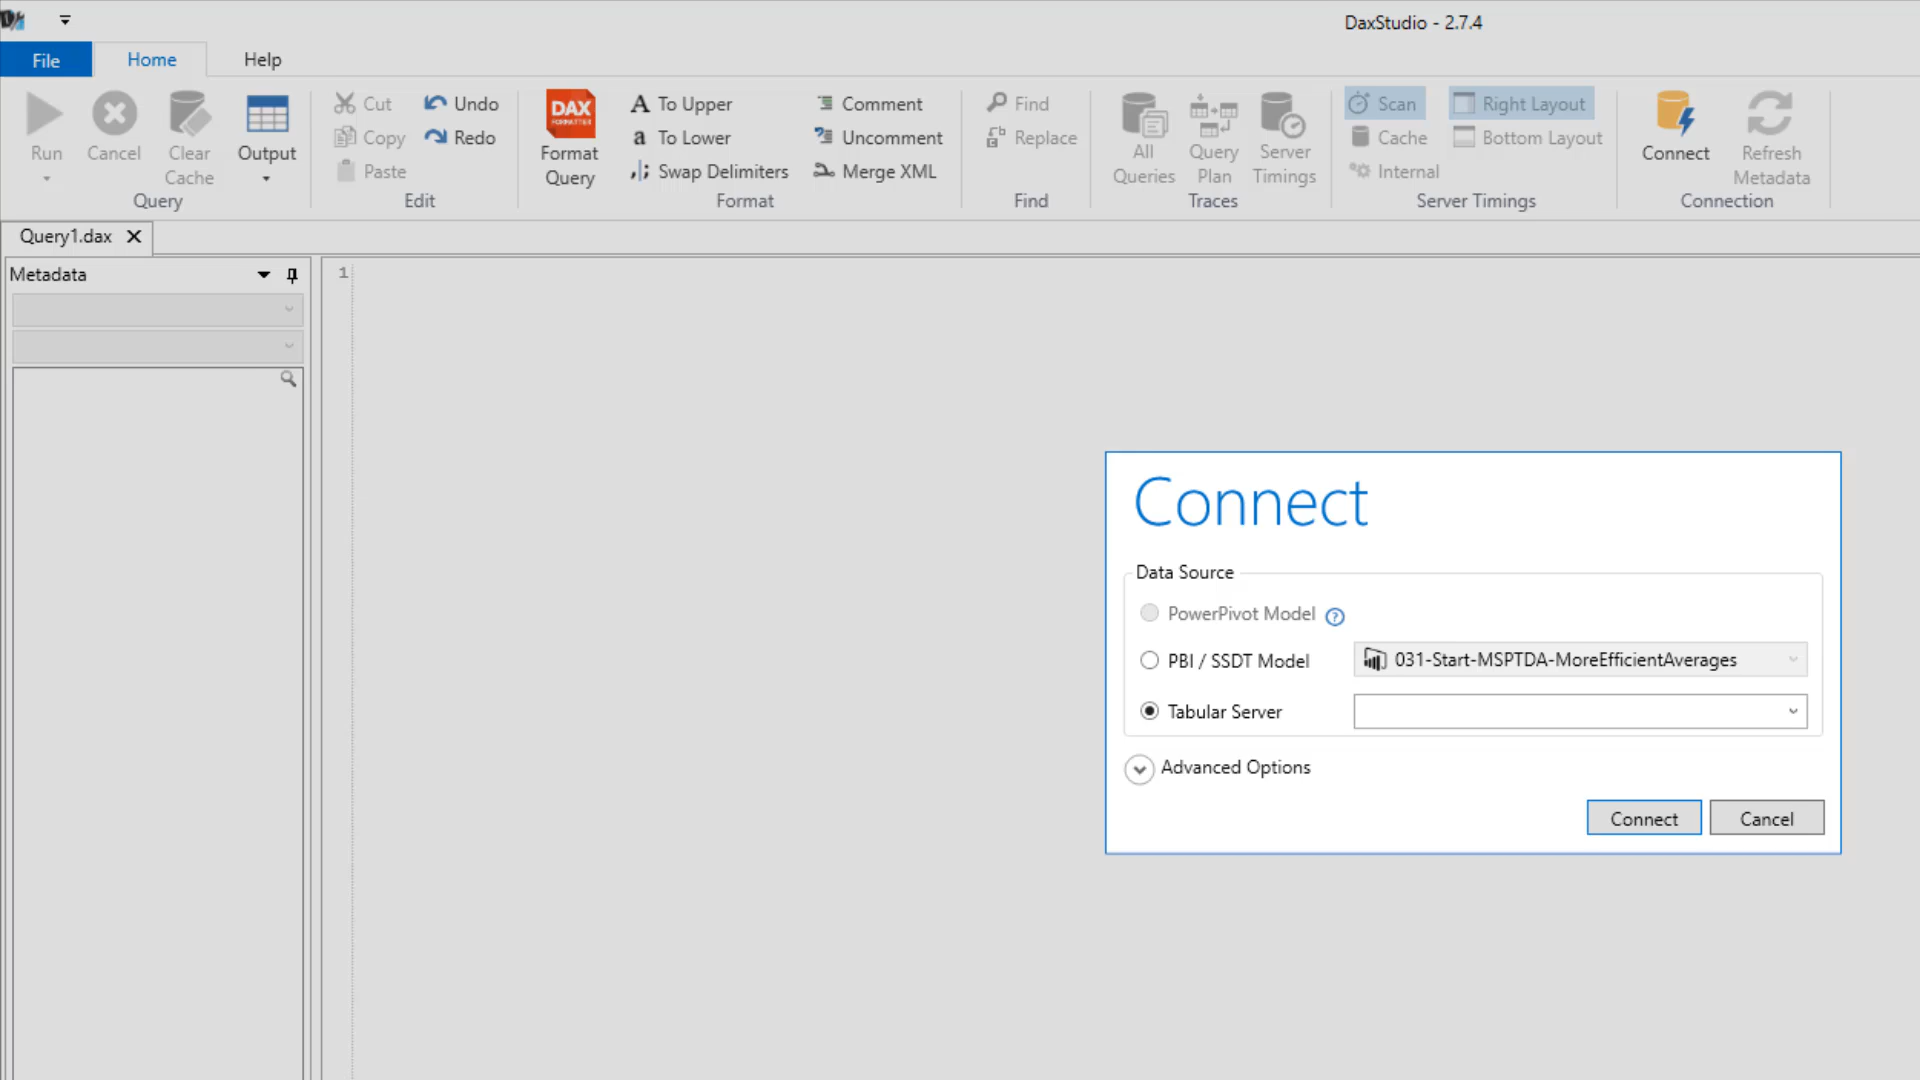 DaxStudio - 2.7.4
File Home Help
Run
Cancel
Clear
Cache
Output
Query
Cut
Copy
Paste
Undo
Redo
Edit
DAX
FORMATTER
Format
Query
A To Upper
a To Lower
Swap Delimiters
Comment
Uncomment
Merge XML
Format
Find
Replace
Find
All
Queries
Query
Plan
Server
Timings
Traces
Scan
Cache
Internal
Right Layout
Bottom Layout
Server Timings
Connect
Refresh
Metadata
Connection
Query1.dax
Metadata
1
Connect
Data Source
PowerPivot Model ?
PBI / SSDT Model 031-Start-MSPTDA-MoreEfficientAverages
Tabular Server
Advanced Options
Connect Cancel